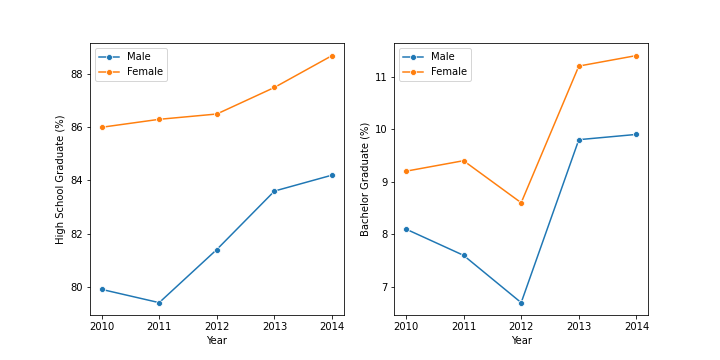 Male
Female
High School Graduate (%)
88
86
84
82
80
2010 2011 2012 2013 2014
Year
Male
Female
Bachelor Graduate (%)
11
10
9
8
7
2010 2011 2012 2013 2014
Year